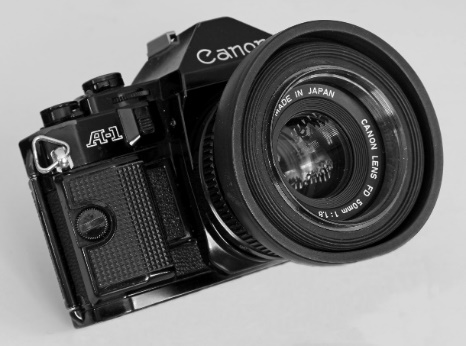 Canon
A-1
MADE IN JAPAN
CANON LENS FD 50mm 1:1.8